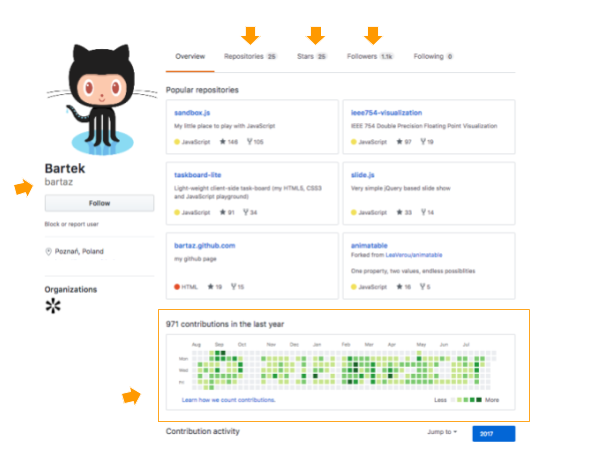 Overview Repositories 25 Stars 25 Followers 1.1k Following 0
Popular repositories
sandbox.js
My little place to play with JavaScript
JavaScript 146 105
ieee754-visualization
IEEE 754 Double Precision Floating Point Visualization
JavaScript 97 19
Bartek
bartaz
Follow
Block or report user
Poznań, Poland
Organizations
taskboard-lite
Light-weight client-side task-board (my HTML5, CSS3
and JavaScript playground)
JavaScript 91 34
slide.js
Very simple jQuery based slide show
JavaScript 33 14
bartaz.github.com
my github page
HTML 19 15
animatable
Forked from LeaVerou/animatable
One property, two values, endless possibilities
JavaScript 16 5
971 contributions in the last year
Aug Sep Oct Nov Dec Jan Feb Mar Apr May Jun Jul
Mon
Wed
Fri
Learn how we count contributions.
Less More
Contribution activity
Jump to
2017